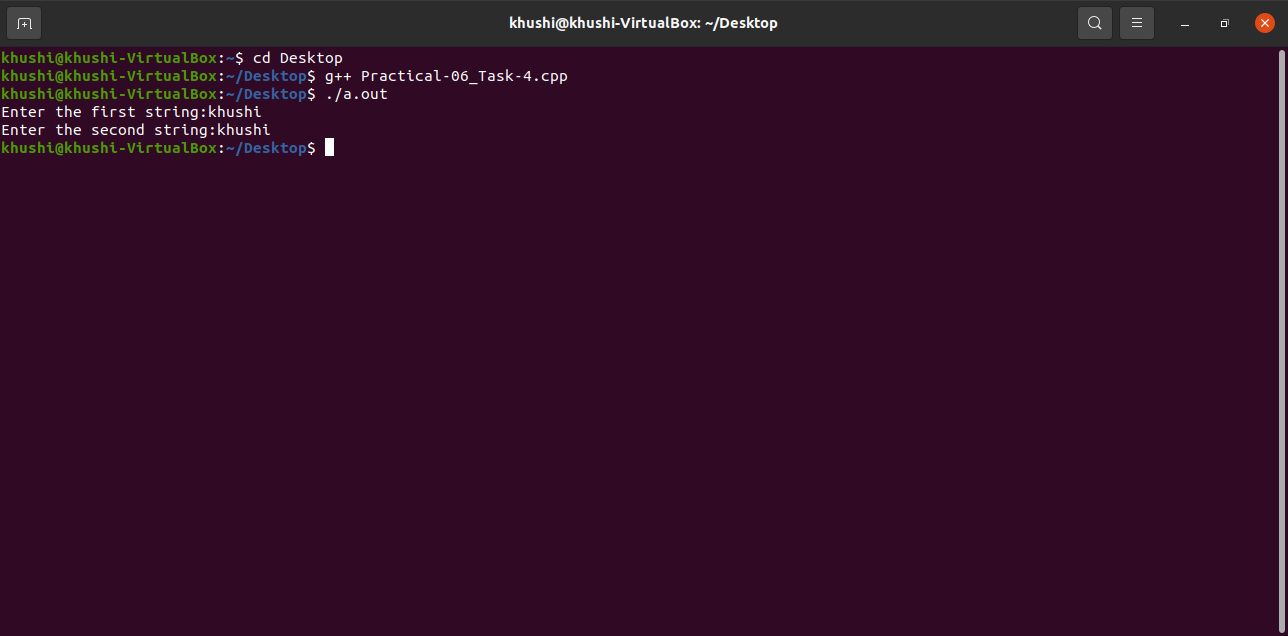 khushi@khushi-VirtualBox: ~/Desktop
khushi@khushi-VirtualBox:~$ cd Desktop
khushi@khushi-VirtualBox:~/Desktop$ g++ Practical-06_Task-4.cpp
khushi@khushi-VirtualBox:~/Desktop$ ./a.out
Enter the first string:khushi
Enter the second string:khushi
khushi@khushi-VirtualBox:~/Desktop$